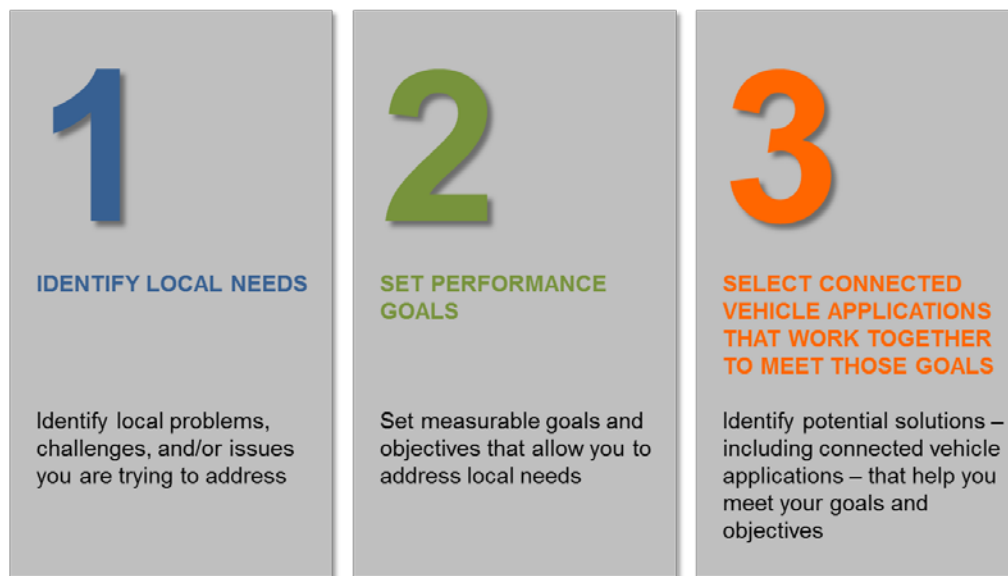 1
IDENTIFY LOCAL NEEDS
Identify local problems,
challenges, and/or issues
you are trying to address
2
SET PERFORMANCE
GOALS
Set measurable goals and
objectives that allow you to
address local needs
3
SELECT CONNECTED
VEHICLE APPLICATIONS
THAT WORK TOGETHER
TO MEET THOSE GOALS
Identify potential solutions –
including connected vehicle
applications – that help you
meet your goals and
objectives